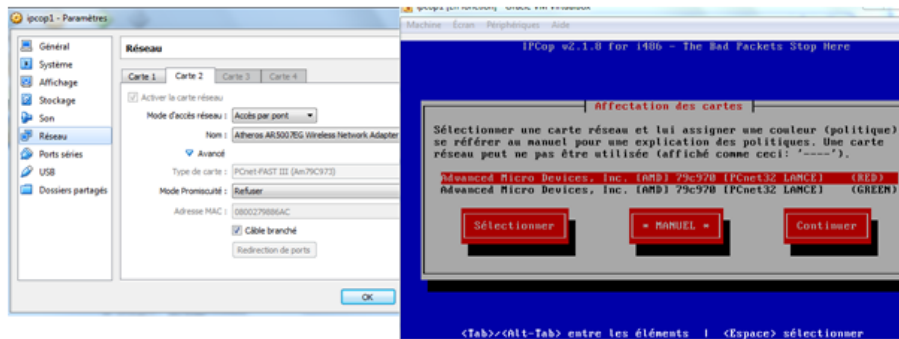 ipcop1 - Paramètres
Général
Système
Affichage
Stockage
Son
Réseau
Ports séries
USB
Dossiers partagés
Réseau
Carte 1 Carte 2 Carte 3 Carte 4
Activer la carte réseau
Mode d'accès réseau : Accès par pont
Nom : Atheros AR5007EG Wireless Network Adapter
Avancé
Type de carte : PCnet-FAST III (Am79C973)
Mode Promiscuité : Refuser
Adresse MAC : 0800279886AC
Câble branché
Redirection de ports
OK
Machine Écran Périphériques Aide
IPCop v2.1.8 for i486 - The Bad Packets Stop Here
Affectation des cartes
Sélectionner une carte réseau et lui assigner une couleur (politique)
se référer au manuel pour une explication des politiques. Une carte
réseau peut ne pas être utilisée (affiché comme ceci: '----').
Advanced Micro Devices, Inc. [AMD] 79c970 [PCnet32 LANCE] (RED)
Advanced Micro Devices, Inc. [AMD] 79c970 [PCnet32 LANCE] (GREEN)
Sélectionner
= MANUEL =
Continuer
<Tab>/<Alt-Tab> entre les éléments | <Espace> sélectionner